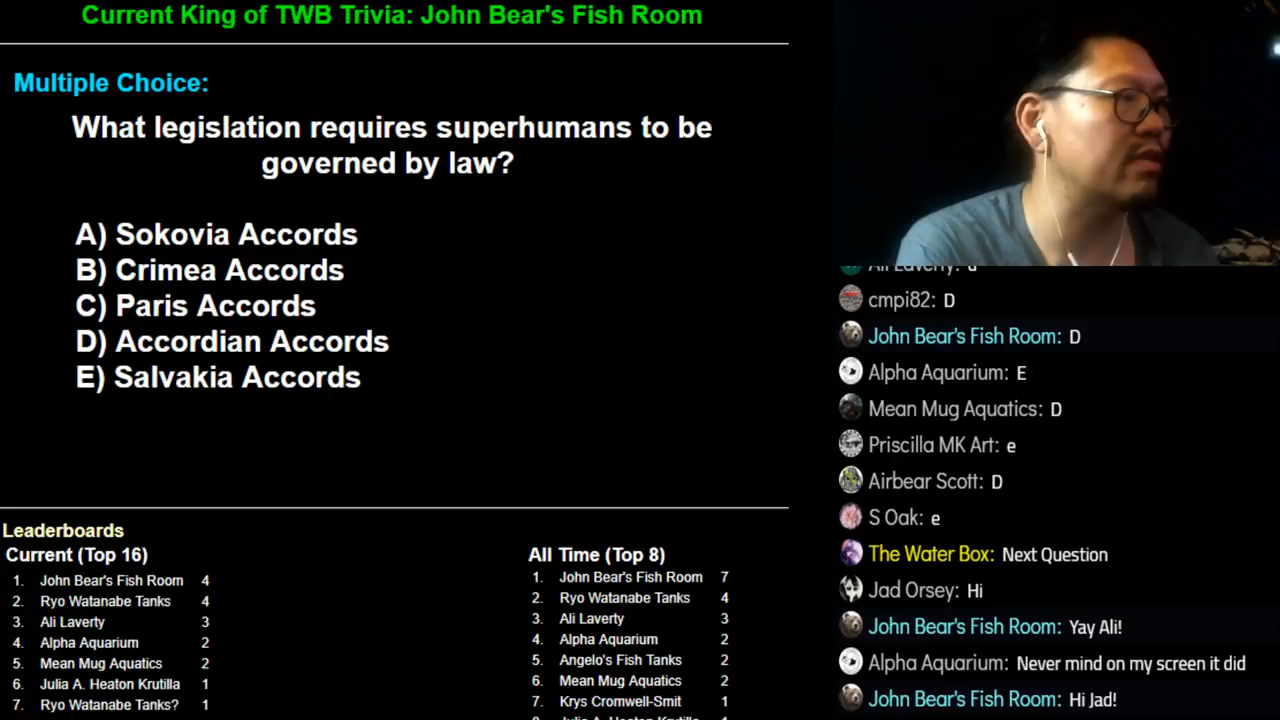 Current King of TWB Trivia: John Bear's Fish Room
Multiple Choice:
What legislation requires superhumans to be
governed by law?
A) Sokovia Accords
B) Crimea Accords
C) Paris Accords
D) Accordian Accords
E) Salvakia Accords
Leaderboards
Current (Top 16)
1. John Bear's Fish Room 4
2. Ryo Watanabe Tanks 4
3. Ali Laverty 3
4. Alpha Aquarium 2
5. Mean Mug Aquatics 2
6. Julia A. Heaton Krutilla 1
7. Ryo Watanabe Tanks? 1
All Time (Top 8)
1. John Bear's Fish Room 7
2. Ryo Watanabe Tanks 4
3. Ali Laverty 3
4. Alpha Aquarium 2
5. Angelo's Fish Tanks 2
6. Mean Mug Aquatics 2
7. Krys Cromwell-Smit 1
8. Julia A. Heaton Krutilla 1
Ali Laverty: d
cmpi82: D
John Bear's Fish Room: D
Alpha Aquarium: E
Mean Mug Aquatics: D
Priscilla MK Art: e
Airbear Scott: D
S Oak: e
The Water Box: Next Question
Jad Orsey: Hi
John Bear's Fish Room: Yay Ali!
Alpha Aquarium: Never mind on my screen it did
John Bear's Fish Room: Hi Jad!